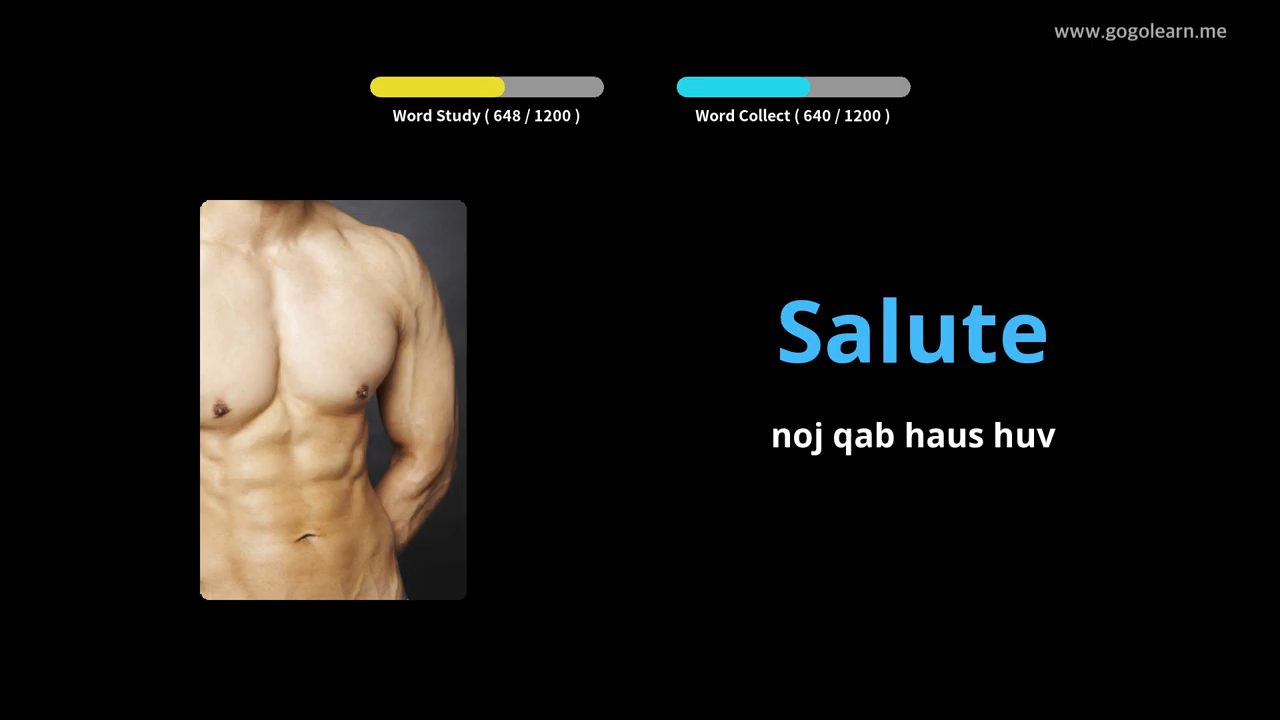 www.gogolearn.me
Word Study ( 648 / 1200 )
Word Collect ( 640 / 1200 )
Salute
noj qab haus huv